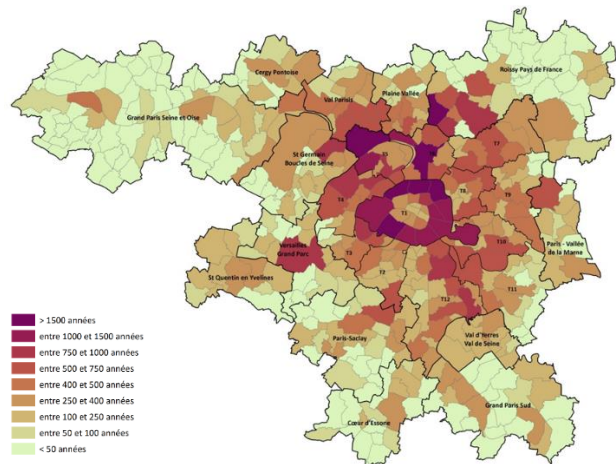 Cergy Pontoise
Roissy Pays de France
Plaine Vallée
Val Parisis
Grand Paris Seine et Oise
T7
St Germain
Boucles de Seine
T5
T8
T9
T4
T1
Versailles
Grand Parc
T3
T10
Paris - Vallée
de la Marne
T2
St Quentin en Yvelines
T11
T12
Val d'Yerres
Val de Seine
Paris-Saclay
Grand Paris Sud
Cœur d'Essonne
> 1500 années
entre 1000 et 1500 années
entre 750 et 1000 années
entre 500 et 750 années
entre 400 et 500 années
entre 250 et 400 années
entre 100 et 250 années
entre 50 et 100 années
< 50 années